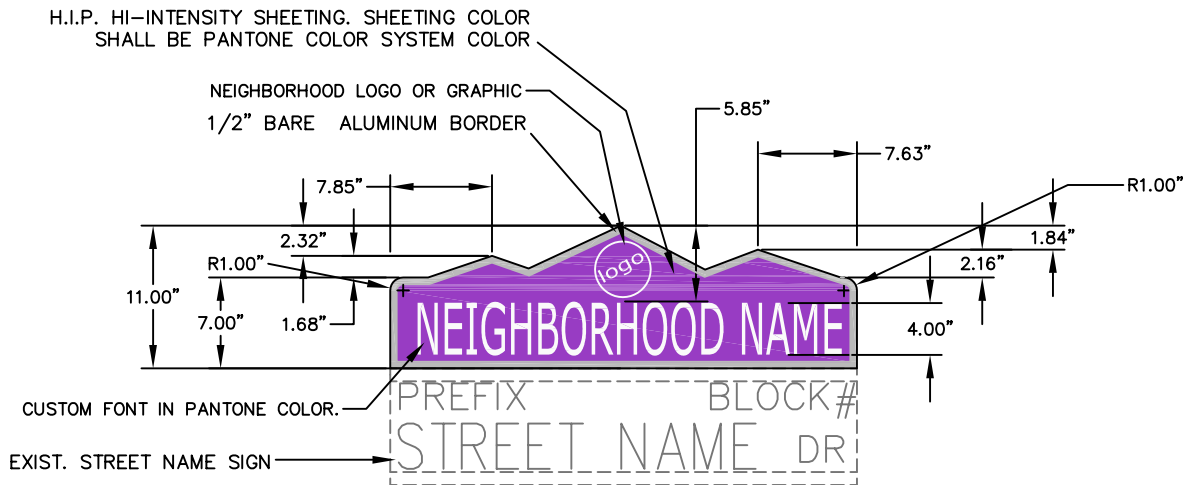 H.I.P. HI-INTENSITY SHEETING. SHEETING COLOR
SHALL BE PANTONE COLOR SYSTEM COLOR
NEIGHBORHOOD LOGO OR GRAPHIC
1/2" BARE ALUMINUM BORDER
5.85"
7.63"
7.85"
R1.00"
2.32"
1.84"
R1.00"
2.16"
11.00"
7.00"
1.68"
4.00"
logo
NEIGHBORHOOD NAME
CUSTOM FONT IN PANTONE COLOR.
PREFIX BLOCK#
STREET NAME DR
EXIST. STREET NAME SIGN